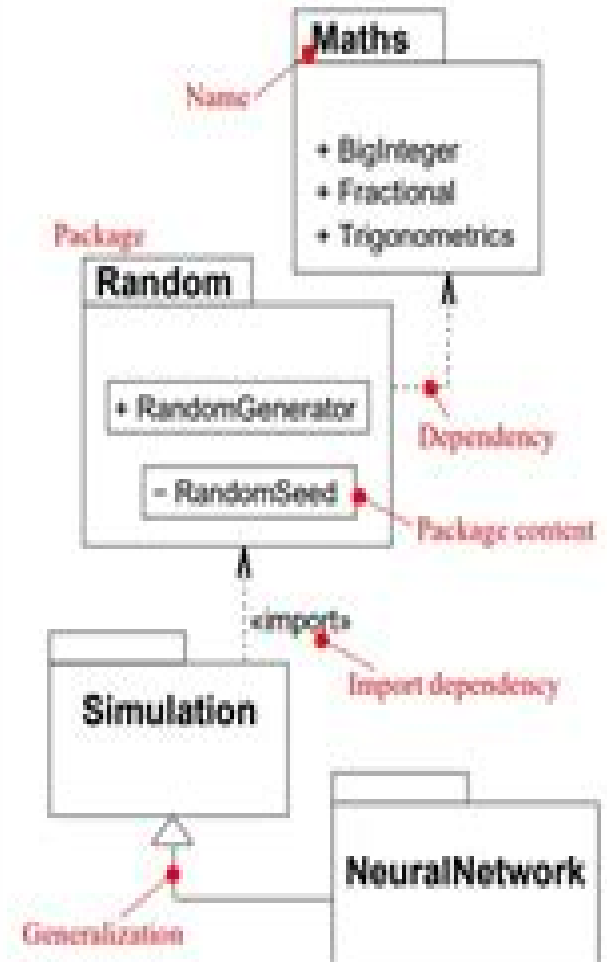 Maths
Name
+ BigInteger
+ Fractional
+ Trigonometrics
Package
Random
+ RandomGenerator
Dependency
- RandomSeed
Package content
«import»
Import dependency
Simulation
NeuralNetwork
Generalization